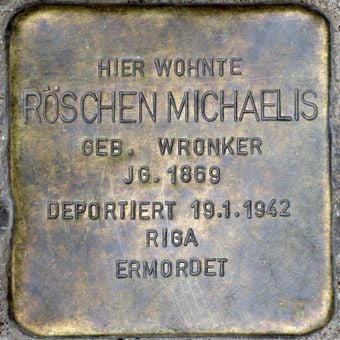 HIER WOHNTE
RÖSCHEN MICHAELIS
GEB. WRONKER
JG. 1869
DEPORTIERT 19.1.1942
RIGA
ERMORDET